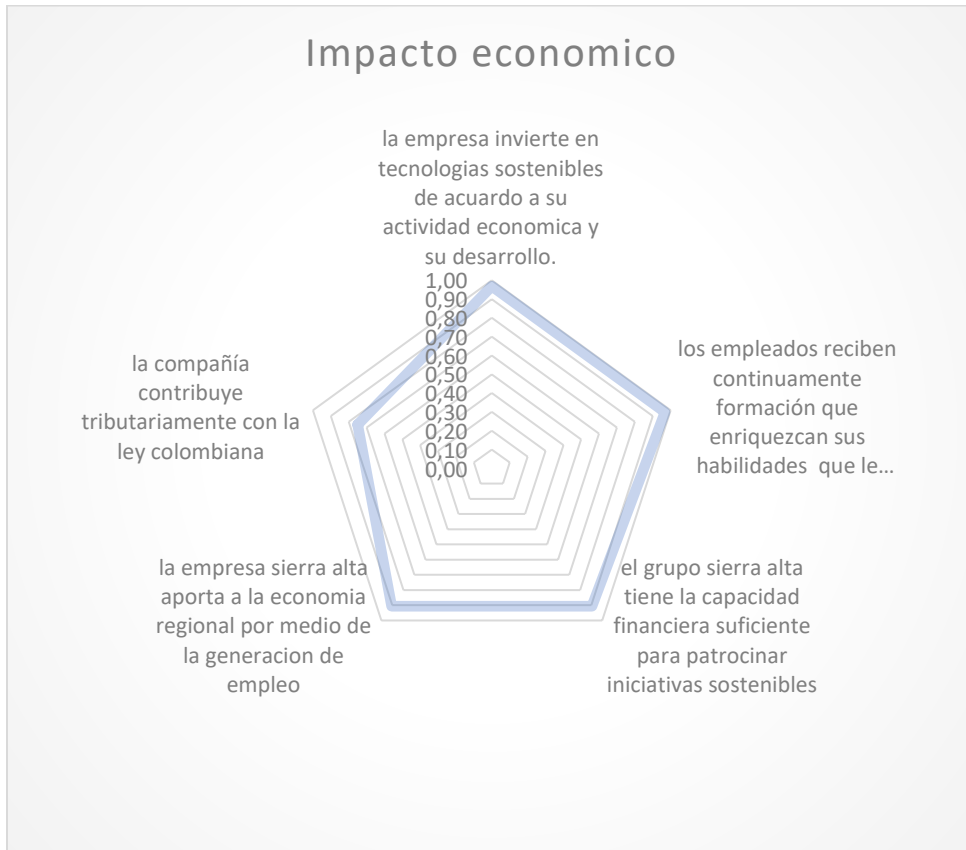 Impacto economico
la empresa invierte en
tecnologias sostenibles
de acuardo a su
actividad economica y
su desarrollo.
1,00
0,90
0,80
0,70
0,60
0,50
0,40
0,30
0,20
0,10
0,00
los empleados reciben
continuamente
formación que
enriquezcan sus
habilidades que le...
el grupo sierra alta
tiene la capacidad
financiera suficiente
para patrocinar
iniciativas sostenibles
la empresa sierra alta
aporta a la economia
regional por medio de
la generacion de
empleo
la compañía
contribuye
tributariamente con la
ley colombiana